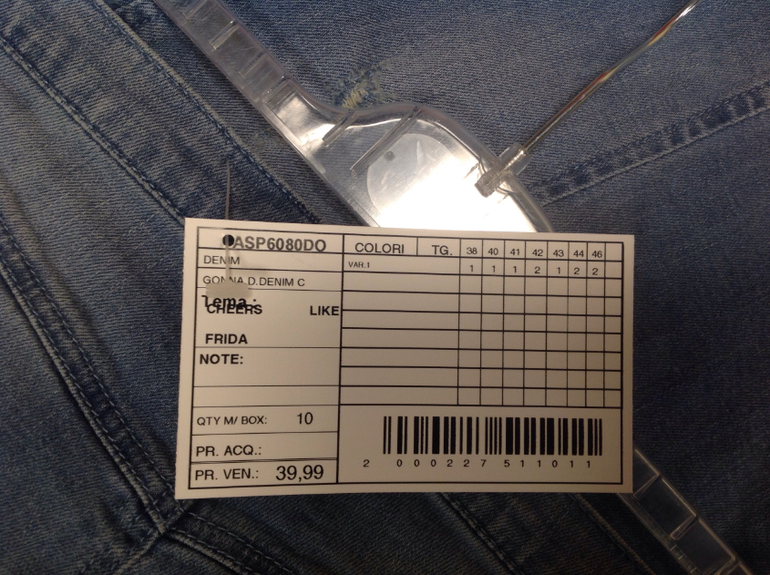 ASP6080DO
DENIM
GONNA D.DENIM C
lema:
CHEERS LIKE
FRIDA
NOTE:
QTY M/ BOX: 10
PR. ACQ.:
PR. VEN.: 39,99
COLORI TG. 38 40 41 42 43 44 46
VAR.1 1 1 1 2 1 2 2
2 000227 511011